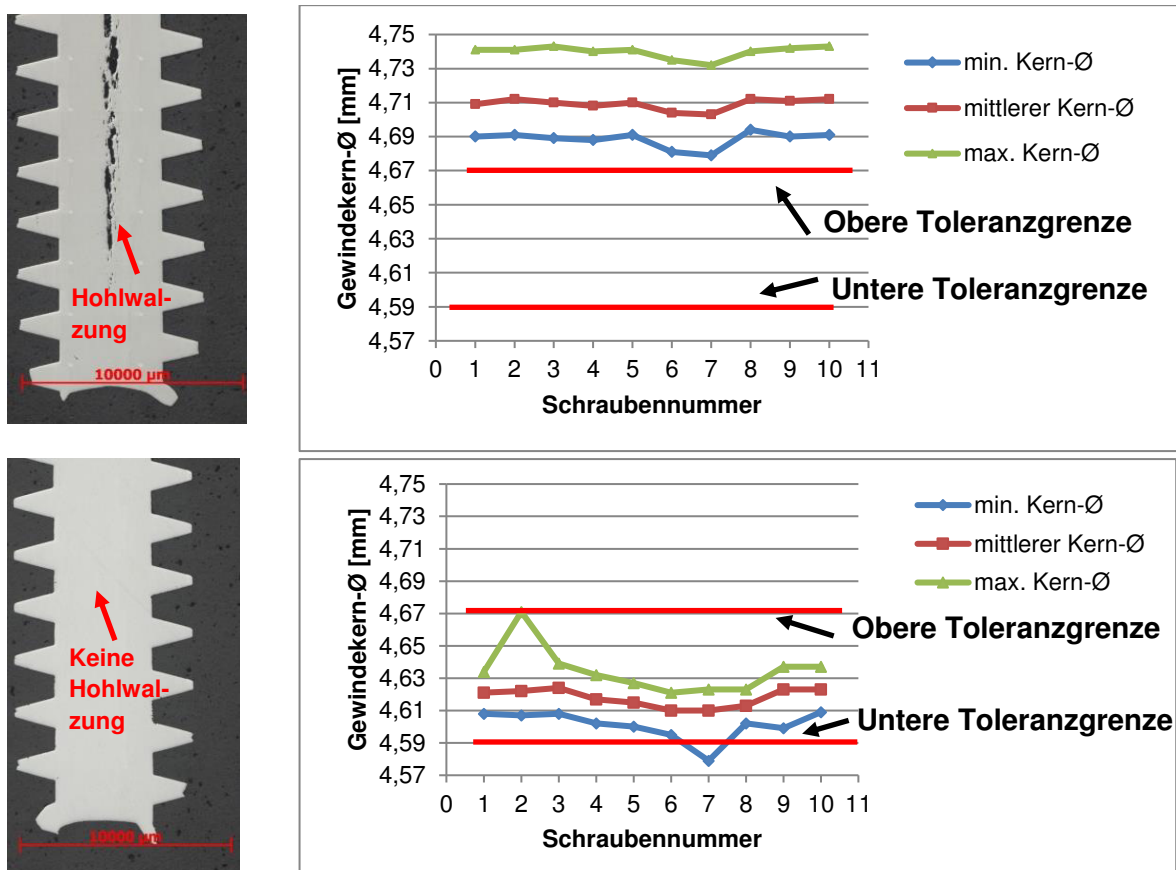 Hohlwal-
zung
10000 µm
4,75
4,73
4,71
4,69
4,67
4,65
4,63
4,61
4,59
4,57
Gewindekern-Ø [mm]
0 1 2 3 4 5 6 7 8 9 10 11
Schraubennummer
min. Kern-Ø
mittlerer Kern-Ø
max. Kern-Ø
Obere Toleranzgrenze
Untere Toleranzgrenze
Keine
Hohlwal-
zung
10000 µm
4,75
4,73
4,71
4,69
4,67
4,65
4,63
4,61
4,59
4,57
Gewindekern-Ø [mm]
0 1 2 3 4 5 6 7 8 9 10 11
Schraubennummer
min. Kern-Ø
mittlerer Kern-Ø
max. Kern-Ø
Obere Toleranzgrenze
Untere Toleranzgrenze